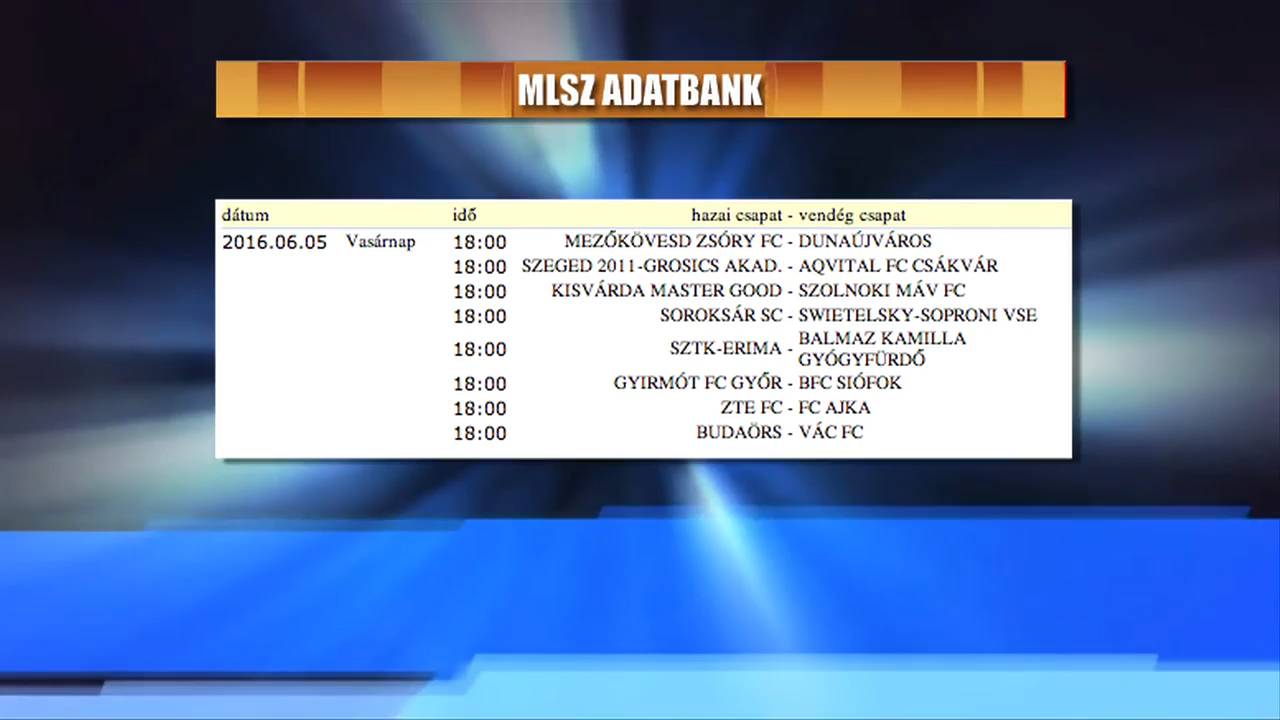 MLSZ ADATBANK
dátum idő hazai csapat - vendég csapat
2016.06.05 Vasárnap 18:00 MEZŐKÖVESD ZSÓRY FC - DUNAÚJVÁROS
18:00 SZEGED 2011-GROSICS AKAD. - AQVITAL FC CSÁKVÁR
18:00 KISVÁRDA MASTER GOOD - SZOLNOKI MÁV FC
18:00 SOROKSÁR SC - SWIETELSKY-SOPRONI VSE
18:00 SZTK-ERIMA - BALMAZ KAMILLA
GYÓGYFÜRDŐ
18:00 GYIRMÓT FC GYŐR - BFC SIÓFOK
18:00 ZTE FC - FC AJKA
18:00 BUDAÖRS - VÁC FC